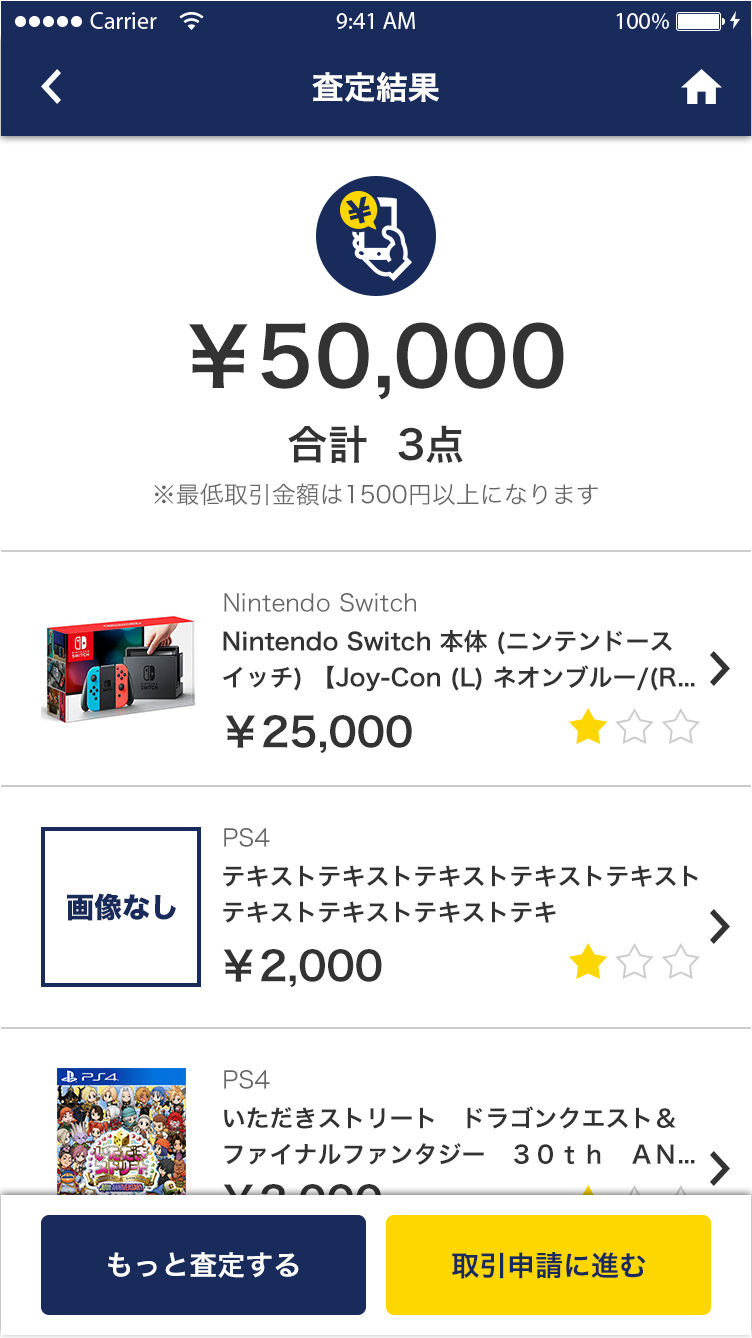 Carrier 9:41 AM 100%
査定結果
¥
¥50,000
合計 3点
※最低取引金額は1500円以上になります
Nintendo Switch
Nintendo Switch 本体 (ニンテンドース
イッチ) 【Joy-Con (L) ネオンブルー/(R...
¥25,000
PS4
画像なし
テキストテキストテキストテキストテキスト
テキストテキストテキストテキ
¥2,000
PS4
PS4
いただきストリート ドラゴンクエスト＆
ファイナルファンタジー ３０ｔｈ ＡＮ...
もっと査定する
取引申請に進む